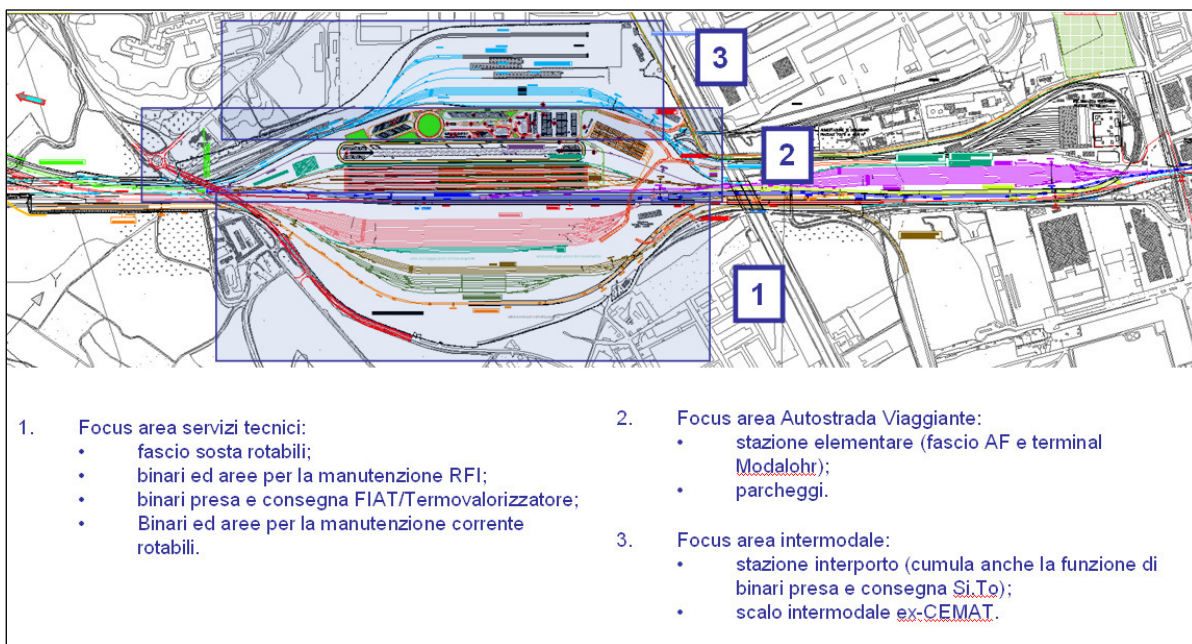 3
2
1
1. Focus area servizi tecnici:
• fascio sosta rotabili;
• binari ed aree per la manutenzione RFI;
• binari presa e consegna FIAT/Termovalorizzatore;
• Binari ed aree per la manutenzione corrente
rotabili.
2. Focus area Autostrada Viaggiante:
• stazione elementare (fascio AF e terminal
Modalohr);
• parcheggi.
3. Focus area intermodale:
• stazione interporto (cumula anche la funzione di
binari presa e consegna Si.To);
• scalo intermodale ex-CEMAT.